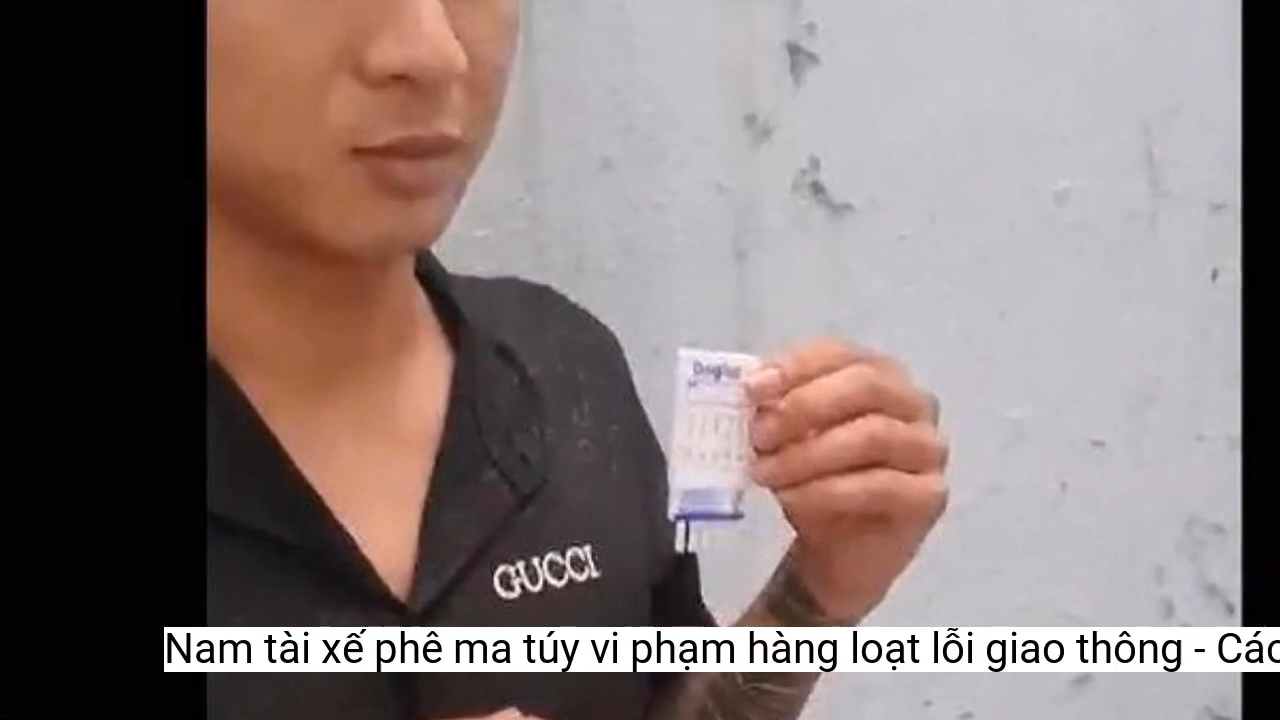 GUCCI
Nam tài xế phê ma túy vi phạm hàng loạt lỗi giao thông - Các